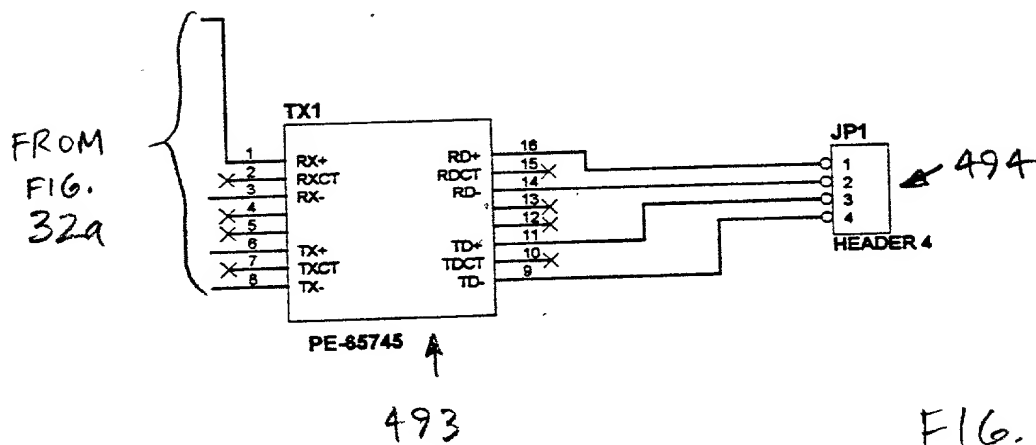 FROM
FIG.
32a
TX1
1 RX+
2 RXCT
3 RX-
4
5
6 TX+
7 TXCT
8 TX-
16 RD+
15 RDCT
14 RD-
13
12
11 TD+
10 TDCT
9 TD-
PE-65745
493
JP1
1
2
3
4
HEADER 4
494
FIG.